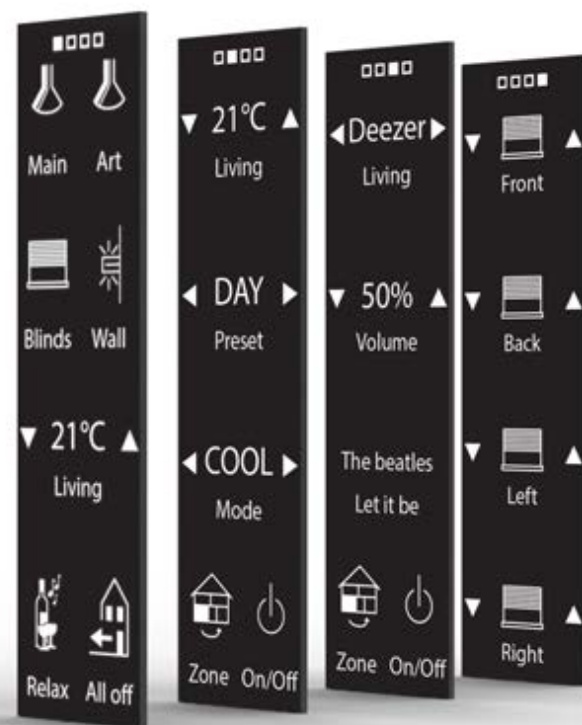 Main Art
Blinds Wall
21°C
Living
Relax All off
21°C
Living
DAY
Preset
COOL
Mode
Zone On/Off
Deezer
Living
50%
Volume
The beatles
Let it be
Zone On/Off
Front
Back
Left
Right